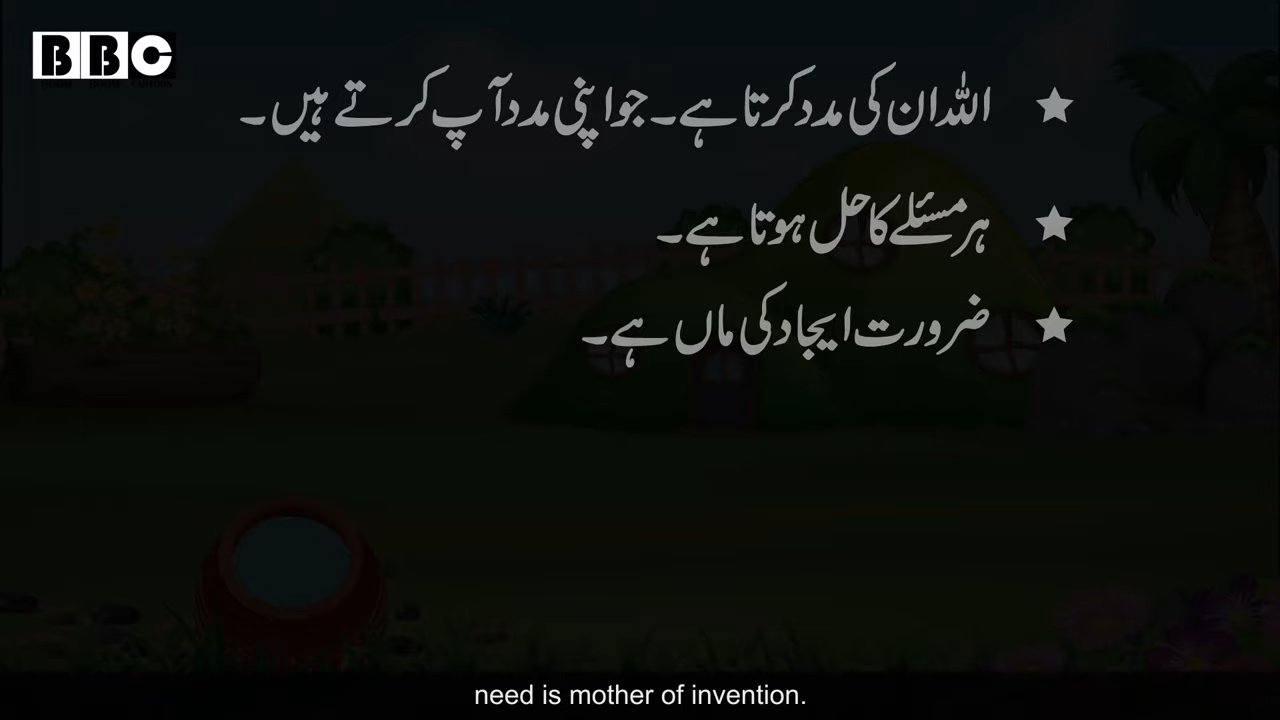 BBC
اللہ ان کی مدد کرتا ہے۔ جو اپنی مدد آپ کرتے ہیں۔
ہر مسئلے کا حل ہوتا ہے۔
ضرورت ایجاد کی ماں ہے۔
need is mother of invention.